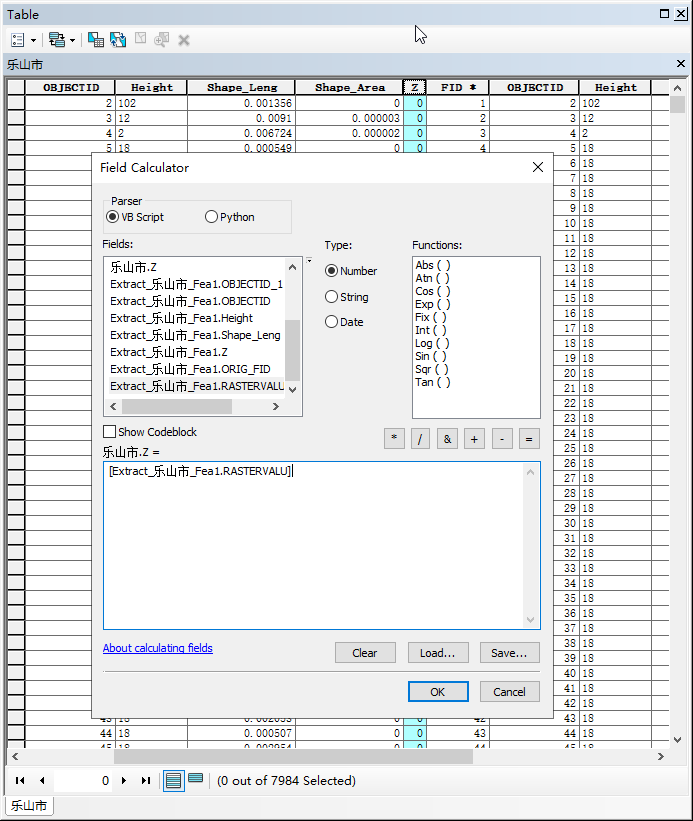 Table
乐山市
OBJECTID Height Shape_Leng Shape_Area Z FID * OBJECTID Height
2 102 0.001356 0 0 1 2 102
3 12 0.0091 0.000003 0 2 3 12
4 2 0.006724 0.000002 0 3 4 2
5 18 0.000549 0 0 4 5 18
6 18
7 18
8 18
9 18
10 18
11 18
12 18
13 18
14 18
15 18
16 18
17 18
18 18
19 18
20 18
21 18
22 18
23 18
24 18
25 18
26 18
27 18
28 18
29 18
30 18
31 18
32 18
33 18
34 18
35 18
36 18
37 18
38 18
39 18
40 18
41 18
42 18
43 18
44 18 0.000507 0 0 43 44 18
Field Calculator
Parser
VB Script Python
Fields:
乐山市.Z
Extract_乐山市_Fea1.OBJECTID_1
Extract_乐山市_Fea1.OBJECTID
Extract_乐山市_Fea1.Height
Extract_乐山市_Fea1.Shape_Leng
Extract_乐山市_Fea1.Z
Extract_乐山市_Fea1.ORIG_FID
Extract_乐山市_Fea1.RASTERVALU
Type:
Number
String
Date
Functions:
Abs ( )
Atn ( )
Cos ( )
Exp ( )
Fix ( )
Int ( )
Log ( )
Sin ( )
Sqr ( )
Tan ( )
Show Codeblock
* / & + - =
乐山市.Z =
[Extract_乐山市_Fea1.RASTERVALU]
About calculating fields
Clear Load... Save...
OK Cancel
0 (0 out of 7984 Selected)
乐山市